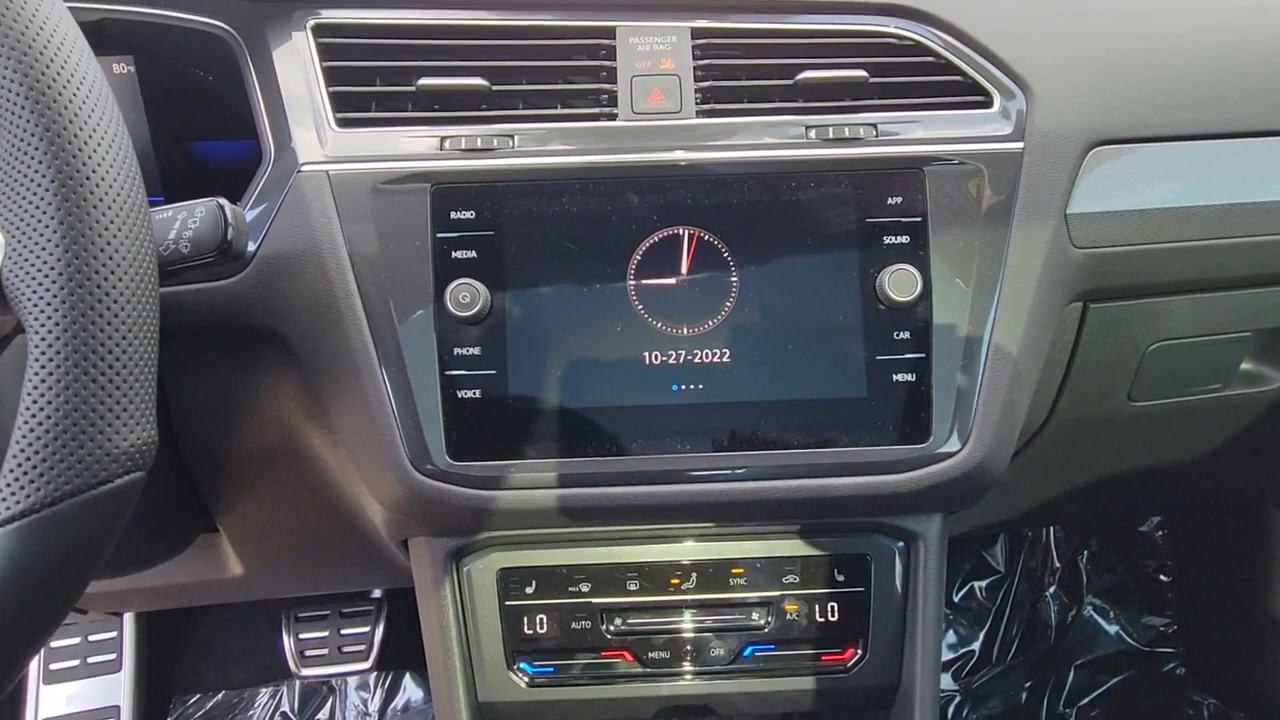 80°F
PASSENGER
AIR BAG
OFF
RADIO
MEDIA
PHONE
VOICE
APP
SOUND
CAR
MENU
10-27-2022
MAX
SYNC
LO
AUTO
A/C
LO
MENU
OFF